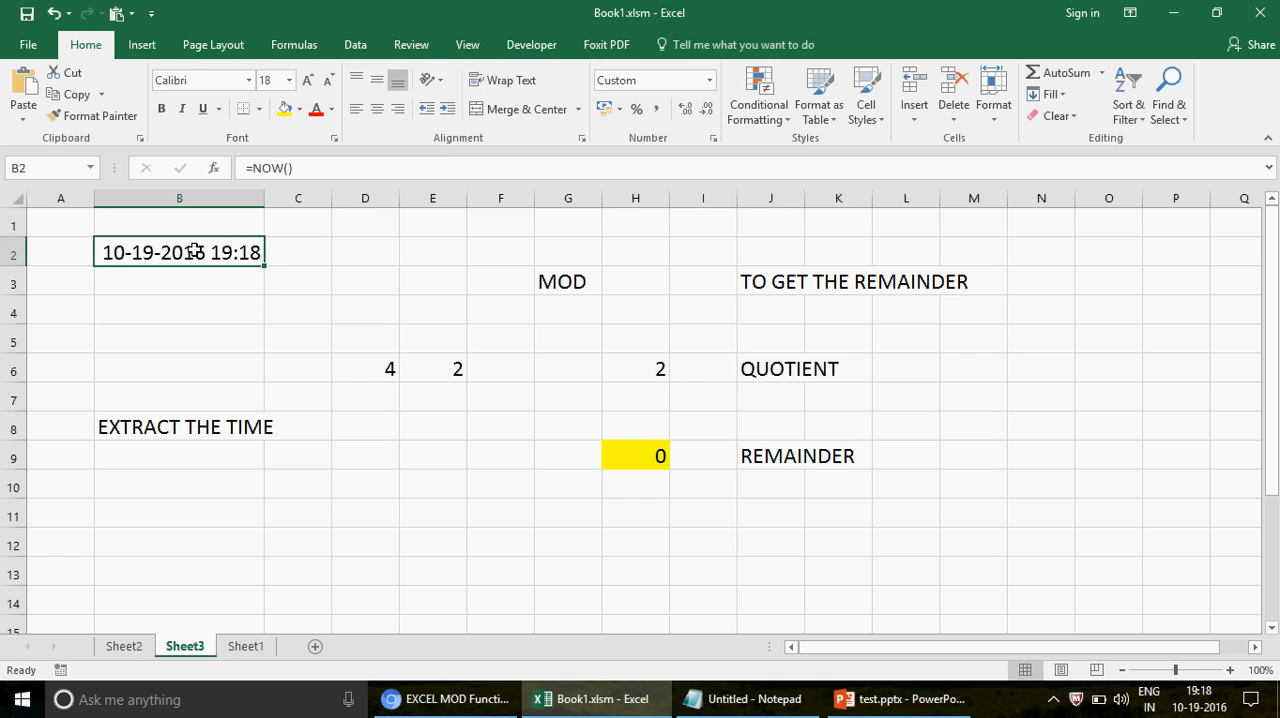 Book1.xlsm - Excel
Sign in
File Home Insert Page Layout Formulas Data Review View Developer Foxit PDF Tell me what you want to do Share
Paste
Cut
Copy
Format Painter
Clipboard
Calibri 18
B I U
Font
Wrap Text
Merge & Center
Alignment
Custom
%
Number
Conditional Formatting
Format as Table
Cell Styles
Styles
Insert
Delete
Format
Cells
AutoSum
Fill
Clear
Sort & Filter
Find & Select
Editing
B2 fx =NOW()
A B C D E F G H I J K L M N O P Q
1
2 10-19-2016 19:18
3 MOD TO GET THE REMAINDER
4
5
6 4 2 2 QUOTIENT
7
8 EXTRACT THE TIME
9 0 REMAINDER
10
11
12
13
14
15
Sheet2 Sheet3 Sheet1
Ready 100%
Ask me anything
EXCEL MOD Functi...
Book1.xlsm - Excel
Untitled - Notepad
test.pptx - PowerPo...
ENG
IN
19:18
10-19-2016